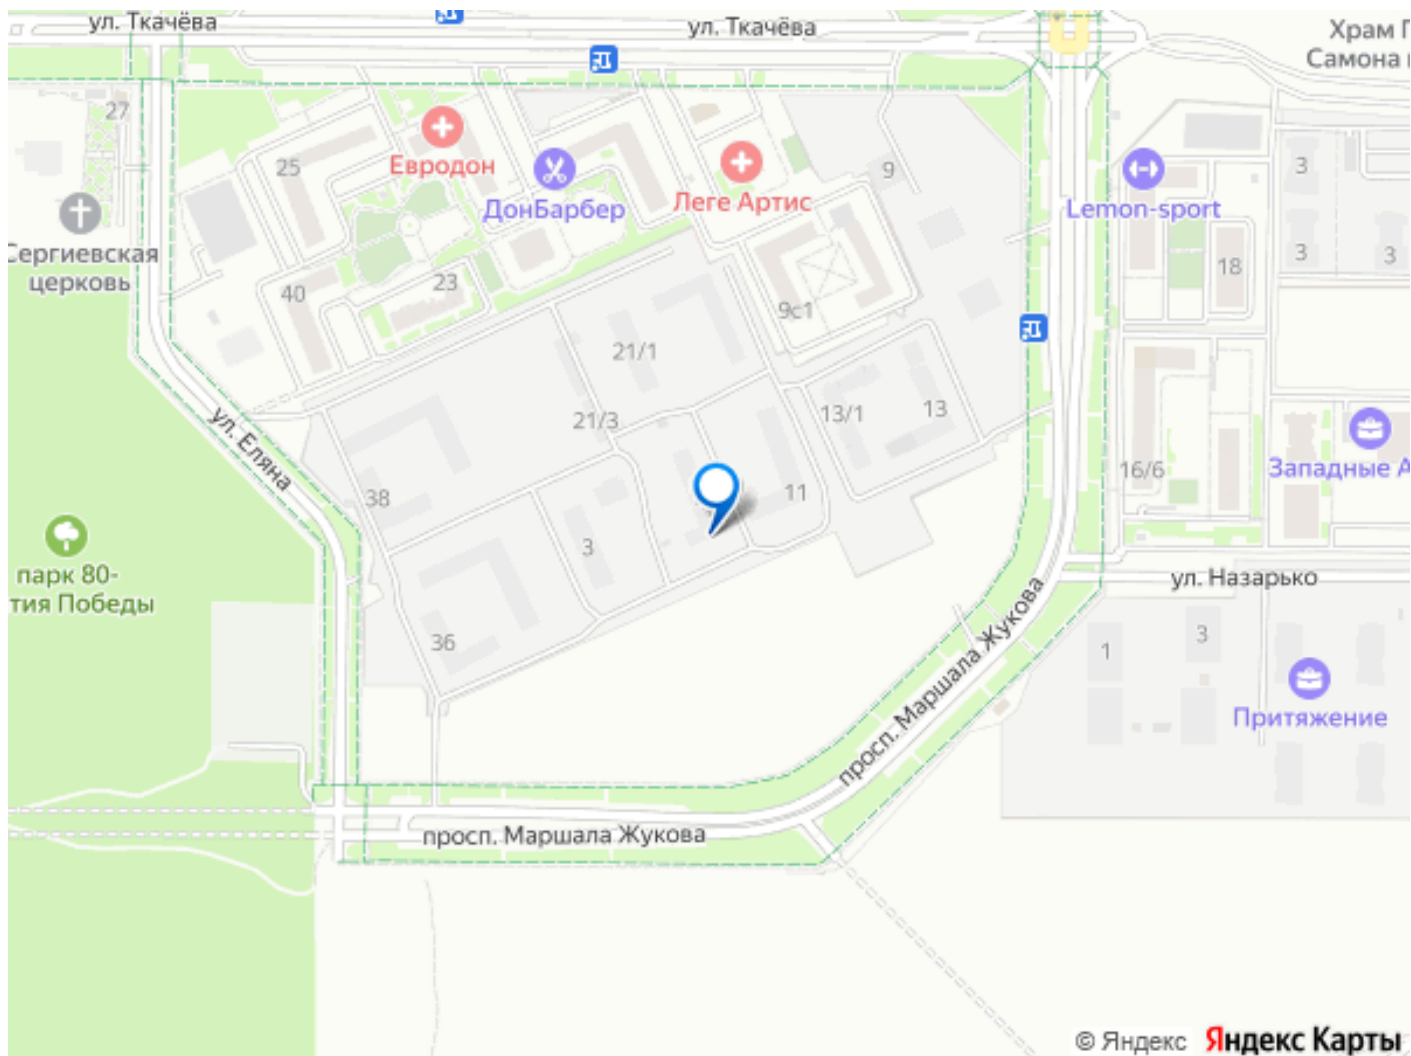 ул. Ткачёва
ул. Ткачёва
Храм
Самона
27
25
Евродон
ДонБарбер
Леге Артис
9
3
Lemon-sport
Сергиевская
церковь
40
23
9с1
18
3
3
21/1
21/3
13/1
13
ул. Еляна
38
11
16/6
Западные А
3
парк 80-
тия Победы
ул. Назарько
36
просп. Маршала Жукова
1
3
Притяжение
просп. Маршала Жукова
© Яндекс Яндекс Карты